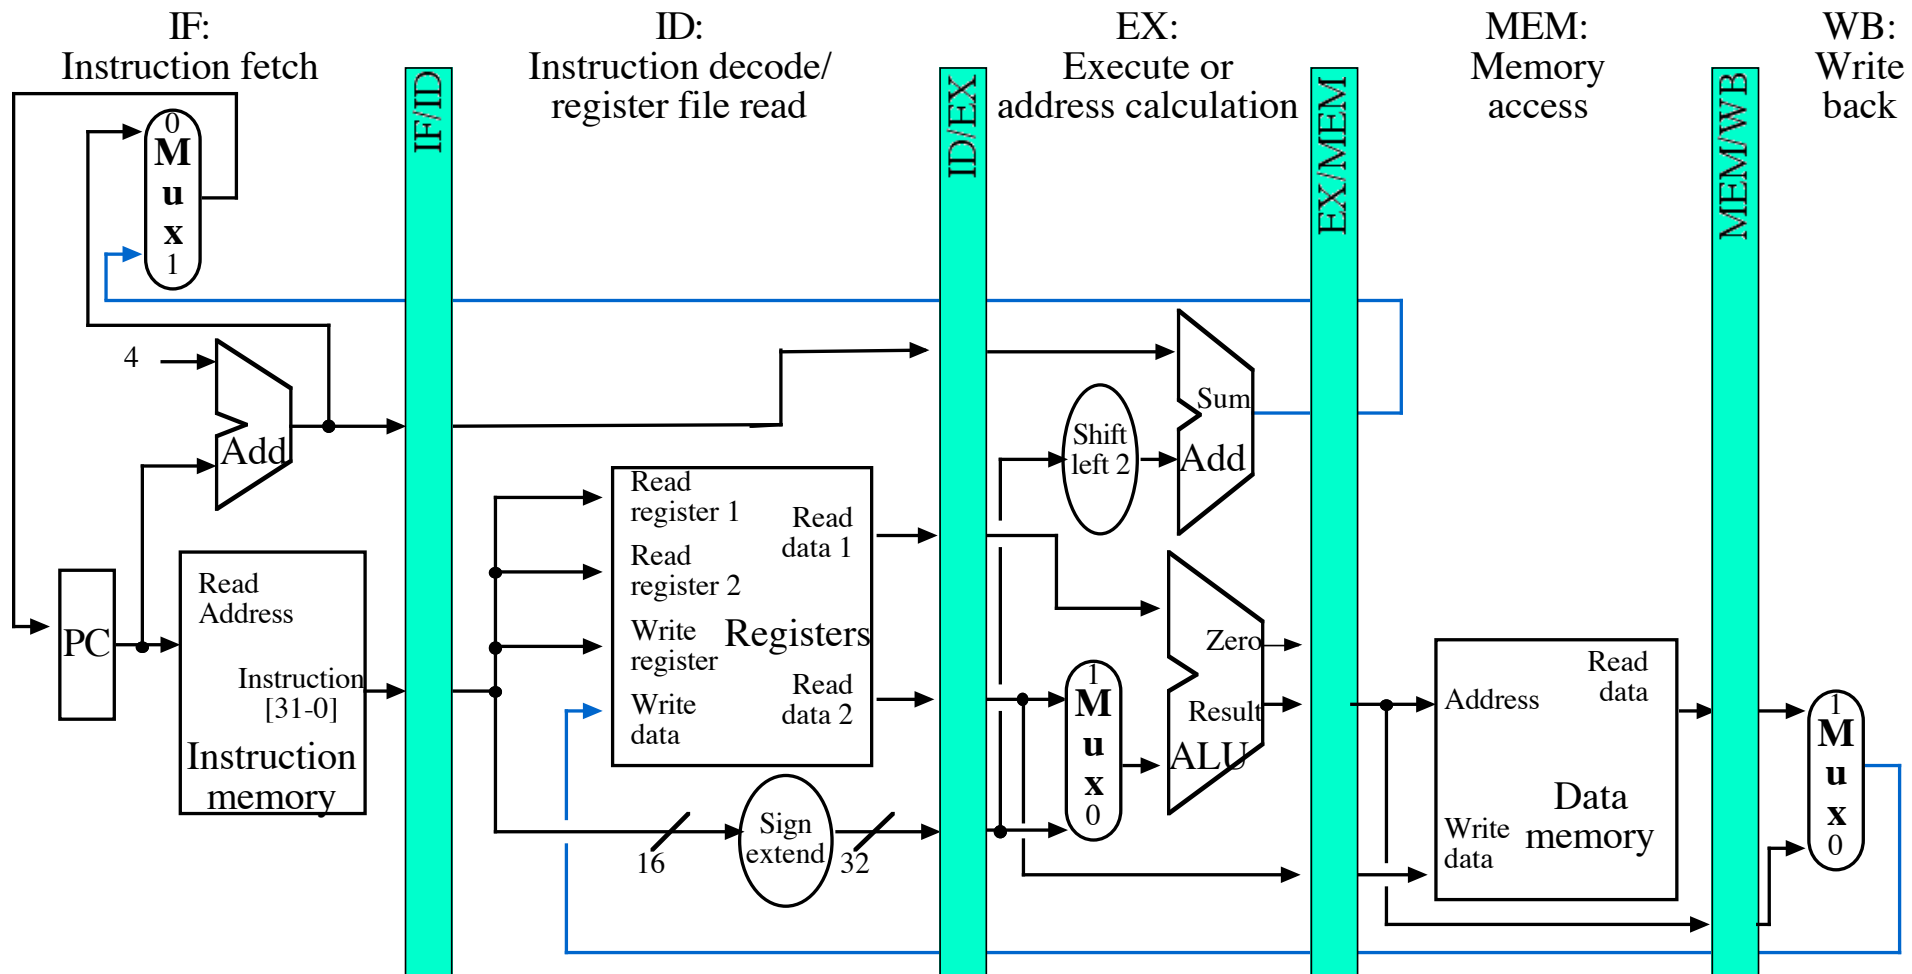 IF:
Instruction fetch
ID:
Instruction decode/
register file read
EX:
Execute or
address calculation
MEM:
Memory
access
WB:
Write
back
IF/ID
ID/EX
EX/MEM
MEM/WB
0
M
u
x
1
4
Add
PC
Read
Address
Instruction
[31-0]
Instruction
memory
Read
register 1
Read
register 2
Write
register
Write
data
Registers
Read
data 1
Read
data 2
16
Sign
extend
32
Shift
left 2
Sum
Add
1
M
u
x
0
Zero
Result
ALU
Address
Read
data
Write
data
Data
memory
1
M
u
x
0